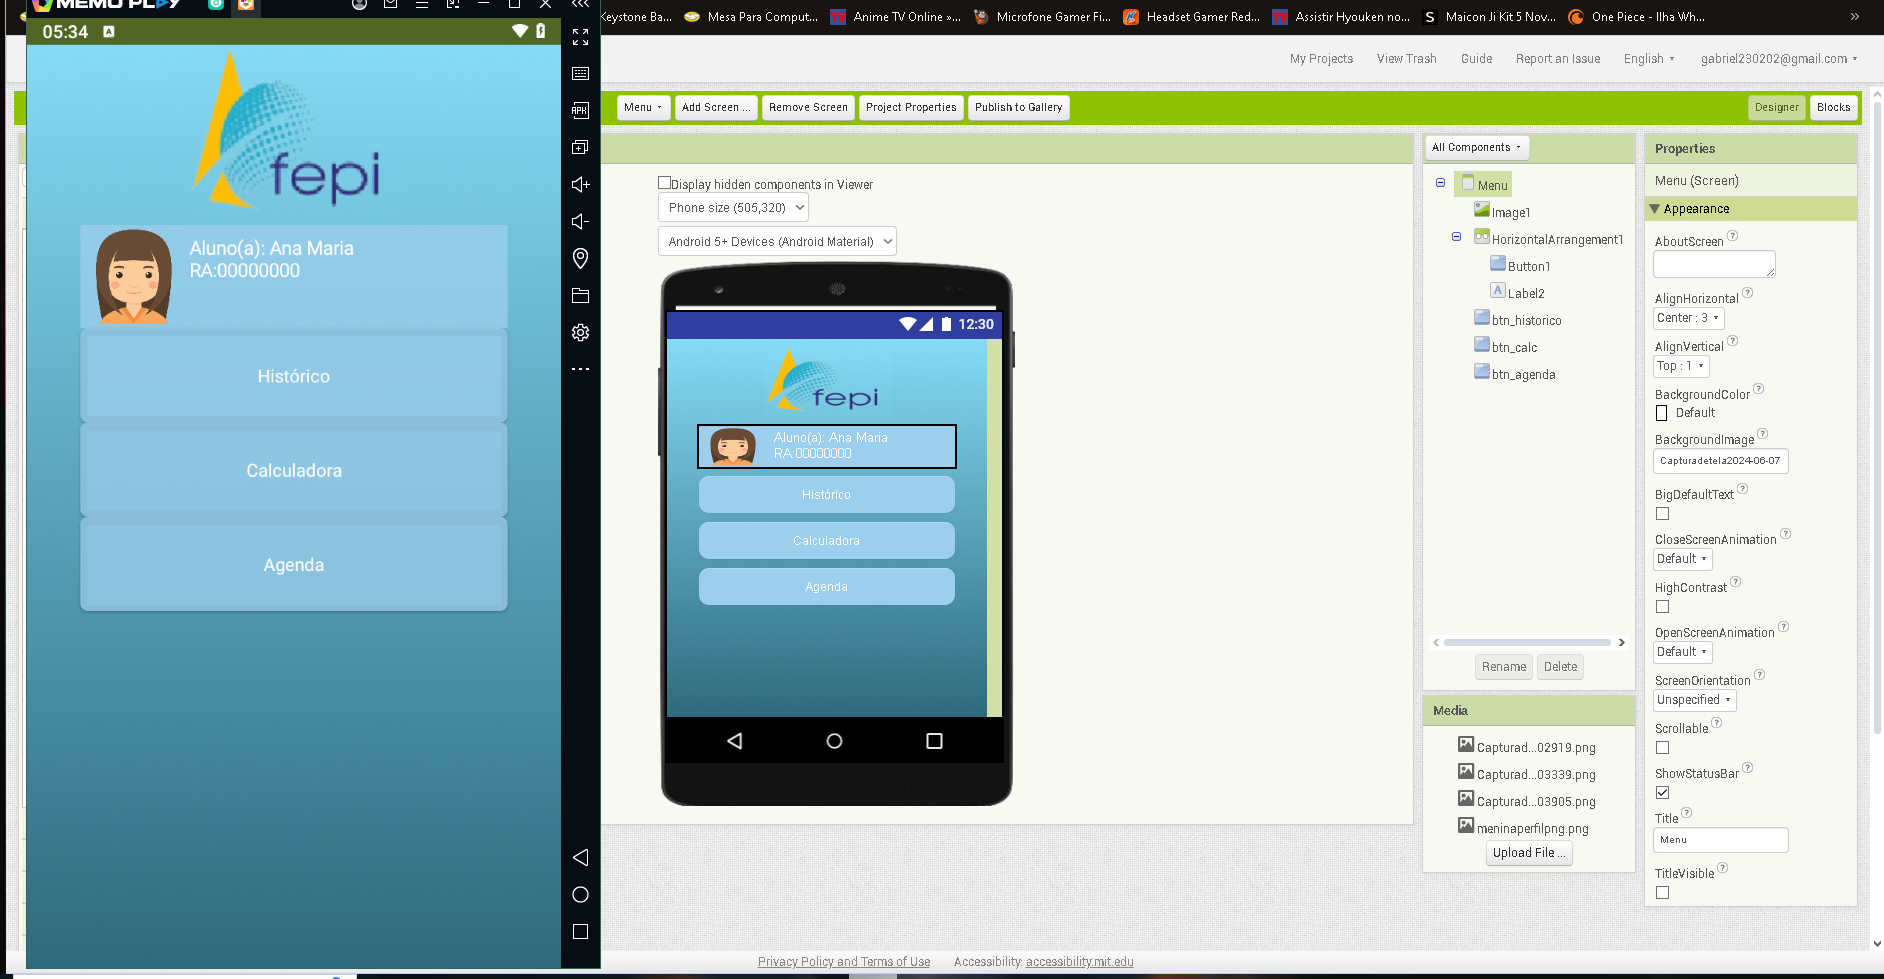 MEMU PLAY
Keystone Ba...
Mesa Para Comput...
Anime TV Online »...
Microfone Gamer Fi...
Headset Gamer Red...
Assistir Hyouken no...
Maicon Ji Kit 5 Nov...
One Piece - Ilha Wh...
»
05:34
My Projects
View Trash
Guide
Report an Issue
English
gabriel230202@gmail.com
Menu
Add Screen ...
Remove Screen
Project Properties
Publish to Gallery
Designer
Blocks
fepi
Aluno(a): Ana Maria
RA:00000000
Histórico
Calculadora
Agenda
APK
Display hidden components in Viewer
Phone size (505,320)
Android 5+ Devices (Android Material)
12:30
fepi
Aluno(a): Ana Maria
RA:00000000
Histórico
Calculadora
Agenda
All Components
Menu
Image1
HorizontalArrangement1
Button1
Label2
btn_historico
btn_calc
btn_agenda
Rename
Delete
Media
Capturad...02919.png
Capturad...03339.png
Capturad...03905.png
meninaperfilpng.png
Upload File ...
Properties
Menu (Screen)
Appearance
AboutScreen
AlignHorizontal
Center : 3
AlignVertical
Top : 1
BackgroundColor
Default
BackgroundImage
Capturadetela2024-06-07
BigDefaultText
CloseScreenAnimation
Default
HighContrast
OpenScreenAnimation
Default
ScreenOrientation
Unspecified
Scrollable
ShowStatusBar
Title
Menu
TitleVisible
Privacy Policy and Terms of Use
Accessibility: accessibility.mit.edu